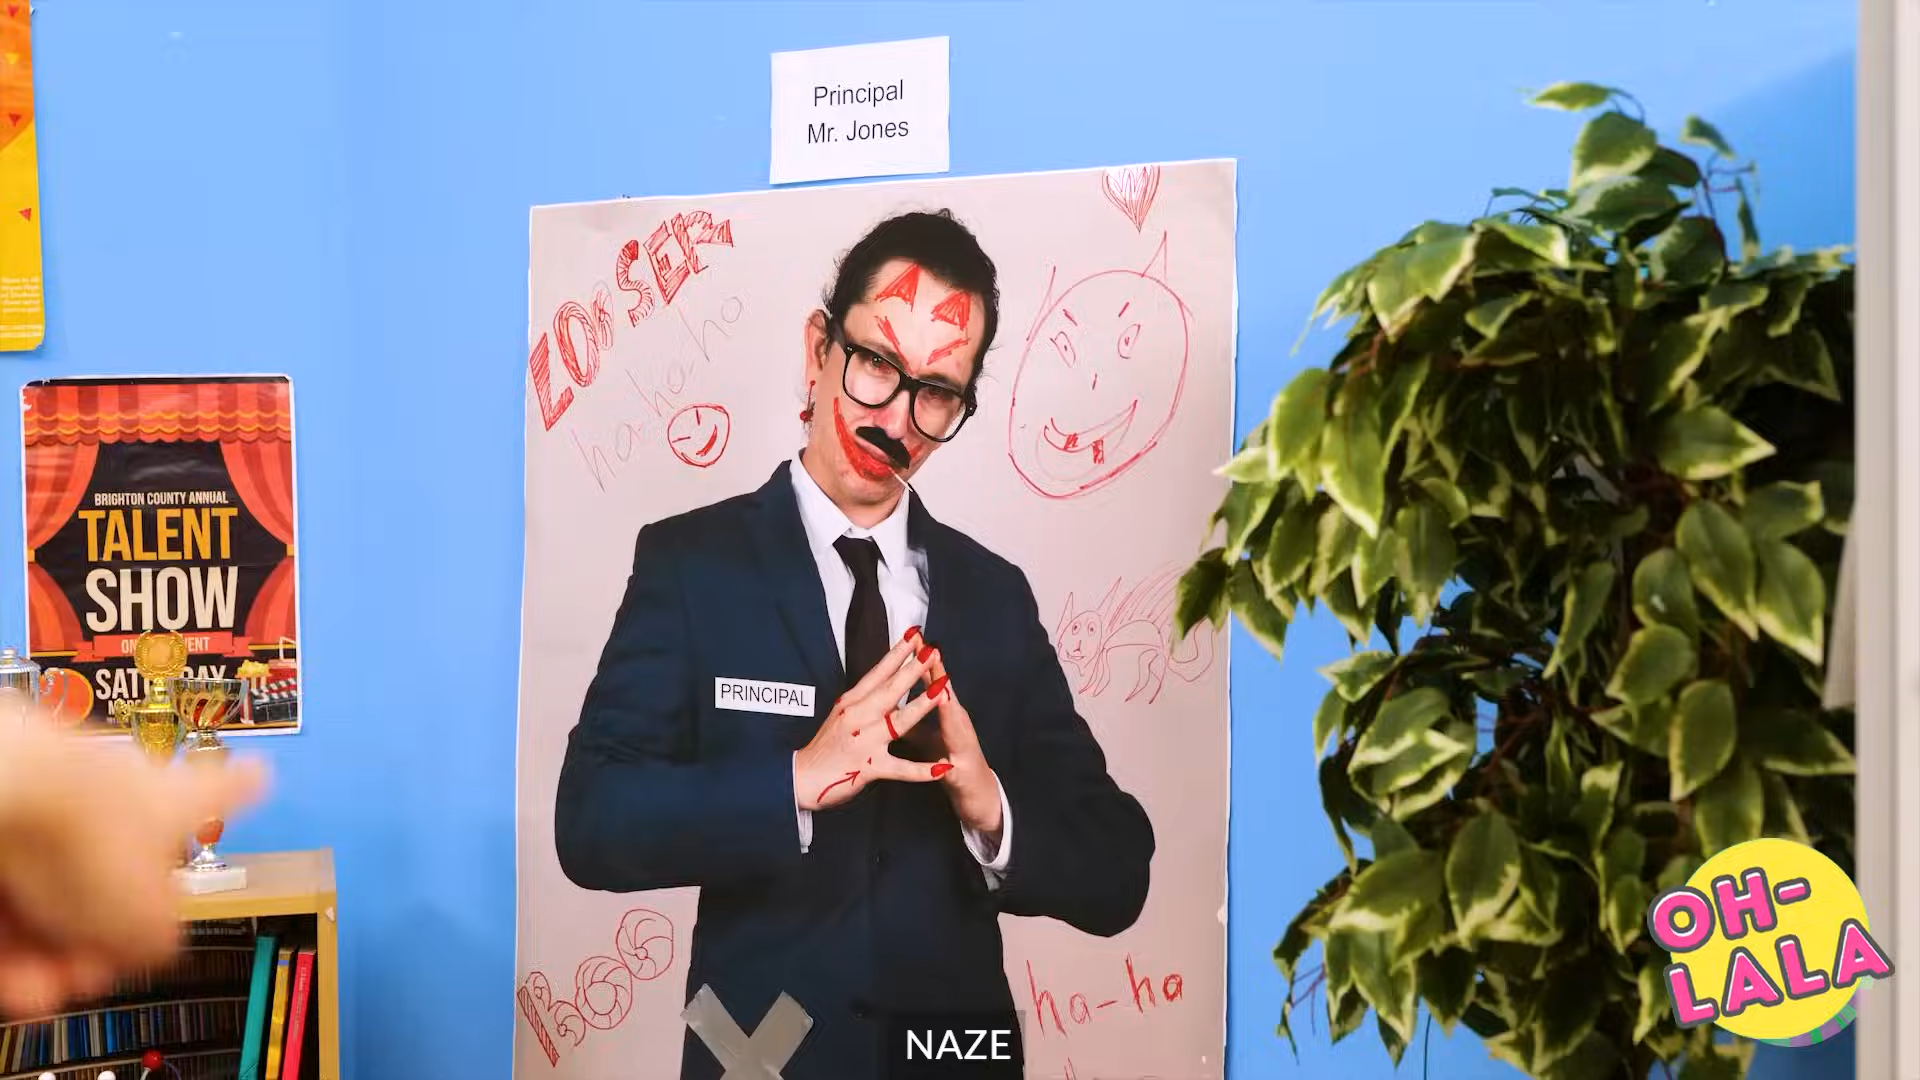 Principal
Mr. Jones
LOOSER
ha-ha-ha
BRIGHTON COUNTY ANNUAL
TALENT
SHOW
SATURDAY
PRINCIPAL
BOO
ha-ha
NAZE
OH-
LALA